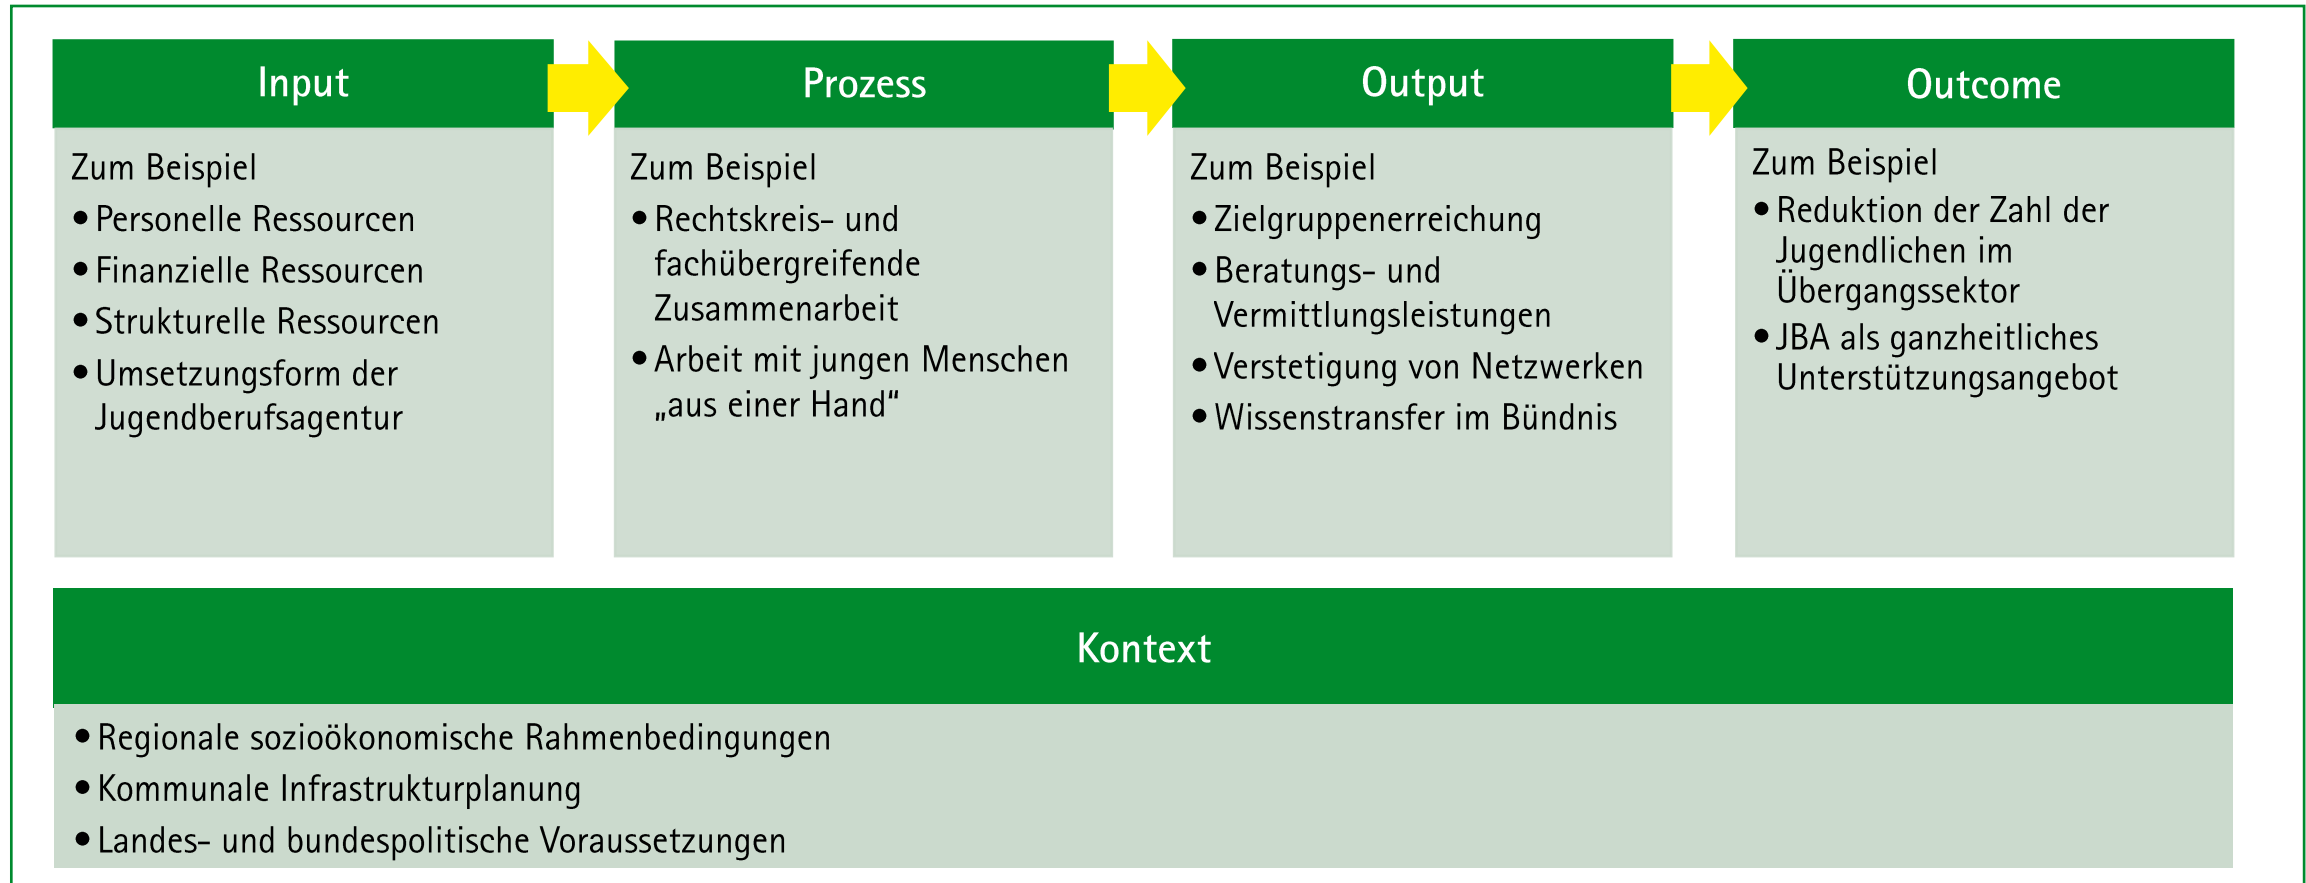 Input
Zum Beispiel
• Personelle Ressourcen
• Finanzielle Ressourcen
• Strukturelle Ressourcen
• Umsetzungsform der
Jugendberufsagentur
Prozess
Zum Beispiel
• Rechtskreis- und
fachübergreifende
Zusammenarbeit
• Arbeit mit jungen Menschen
„aus einer Hand“
Output
Zum Beispiel
• Zielgruppenerreichung
• Beratungs- und
Vermittlungsleistungen
• Verstetigung von Netzwerken
• Wissenstransfer im Bündnis
Outcome
Zum Beispiel
• Reduktion der Zahl der
Jugendlichen im
Übergangssektor
• JBA als ganzheitliches
Unterstützungsangebot
Kontext
• Regionale sozioökonomische Rahmenbedingungen
• Kommunale Infrastrukturplanung
• Landes- und bundespolitische Voraussetzungen